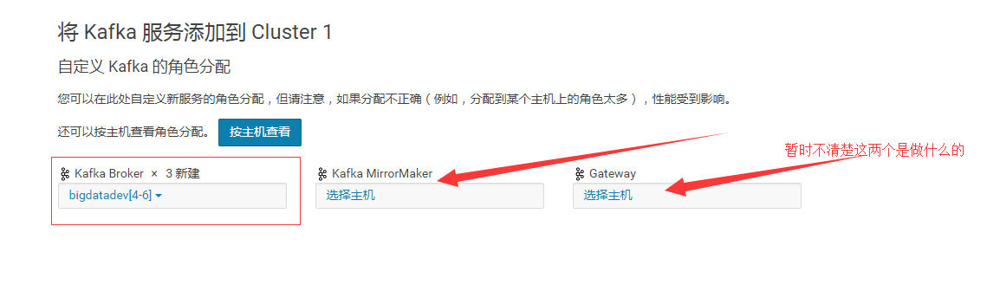 将 Kafka 服务添加到 Cluster 1
自定义 Kafka 的角色分配
您可以在此处自定义新服务的角色分配，但请注意，如果分配不正确（例如，分配到某个主机上的角色太多），性能受到影响。
还可以按主机查看角色分配。 按主机查看
暂时不清楚这两个是做什么的
Kafka Broker × 3 新建 Kafka MirrorMaker Gateway
bigdatadev[4-6] 选择主机 选择主机